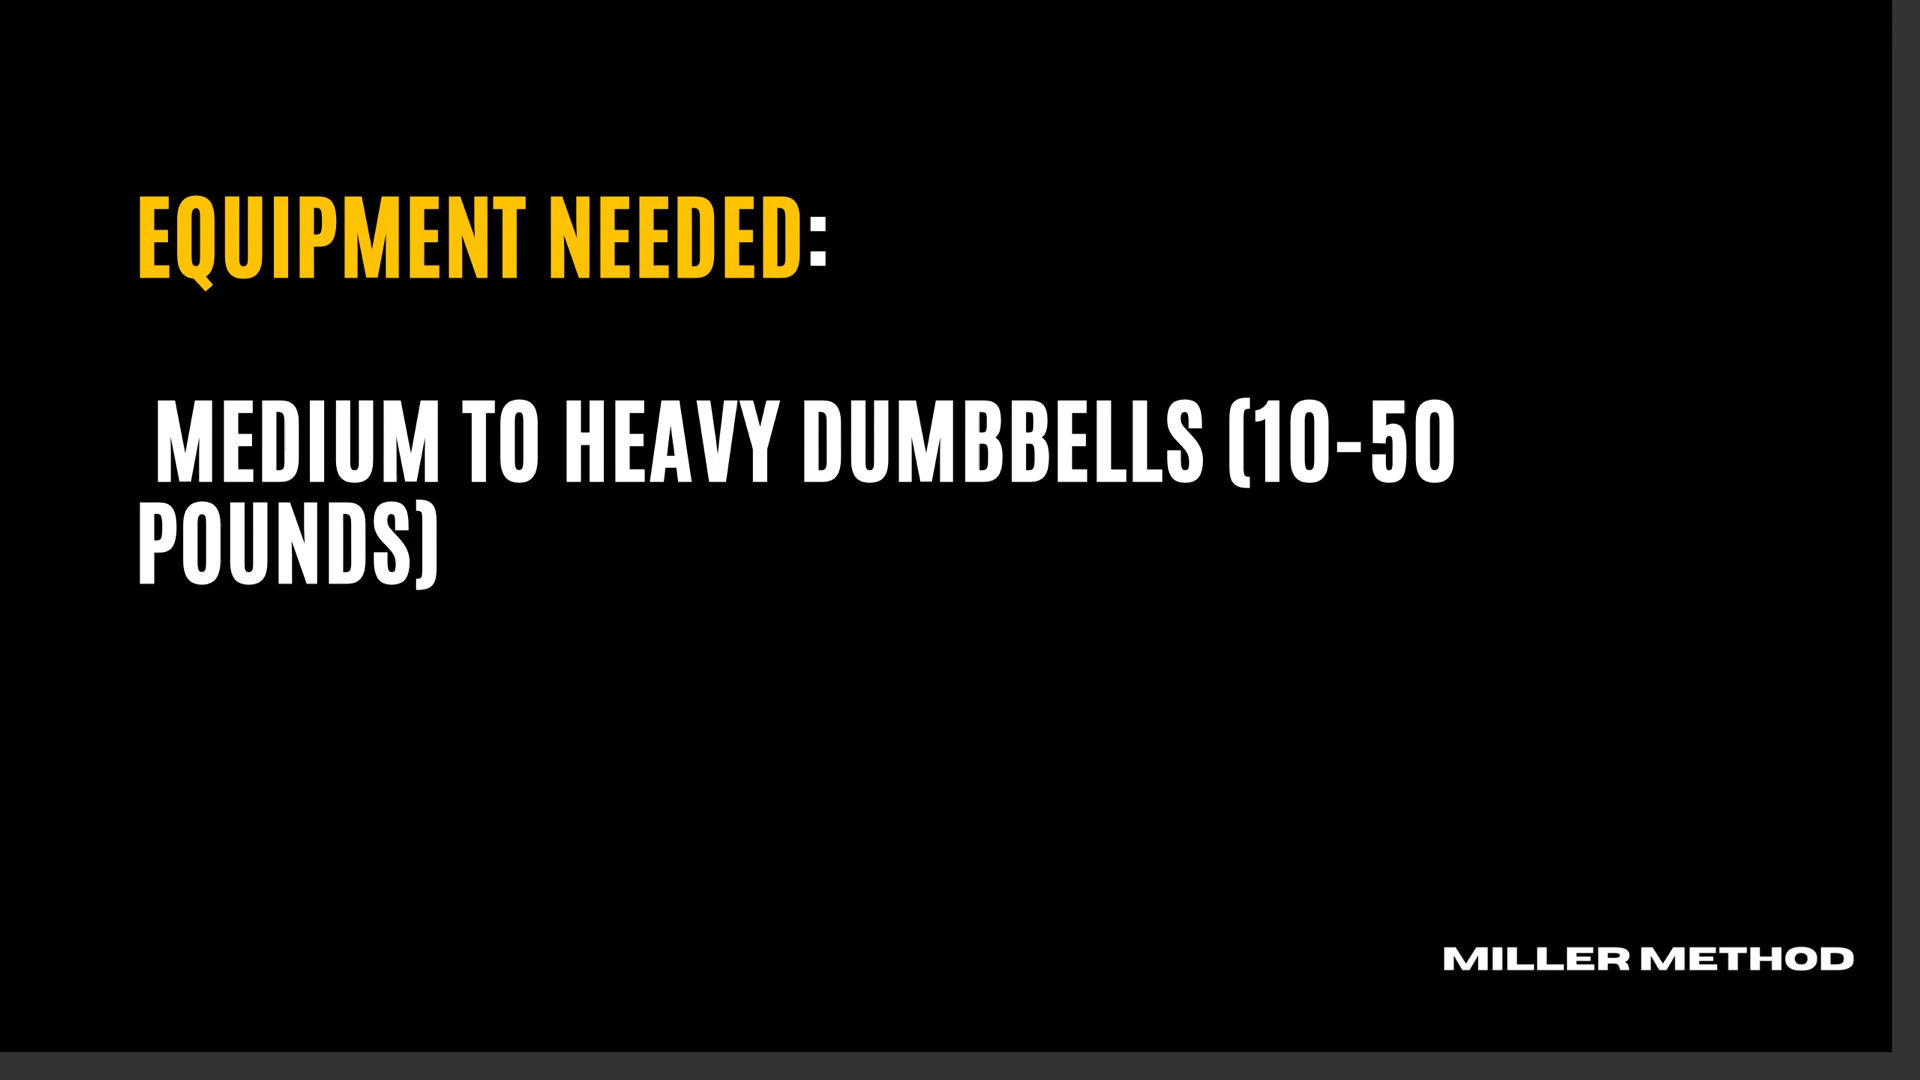 EQUIPMENT NEEDED:
MEDIUM TO HEAVY DUMBBELLS (10-50
POUNDS)
MILLER METHOD